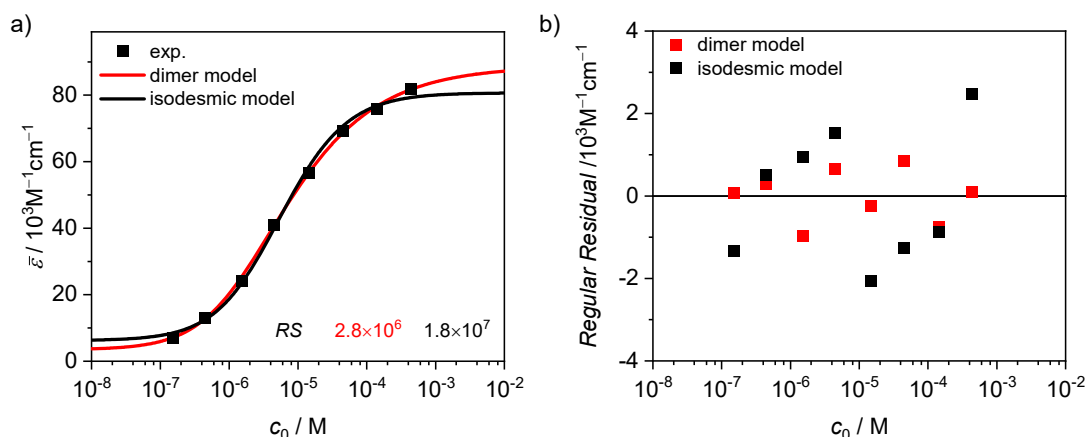 a)
exp.
dimer model
isodesmic model
ε̅ / 10³M⁻¹cm⁻¹
80
60
40
20
0
RS 2.8×10⁶ 1.8×10⁷
10⁻⁸ 10⁻⁷ 10⁻⁶ 10⁻⁵ 10⁻⁴ 10⁻³ 10⁻²
c₀ / M
b)
dimer model
isodesmic model
Regular Residual /10³M⁻¹cm⁻¹
4
2
0
-2
-4
10⁻⁸ 10⁻⁷ 10⁻⁶ 10⁻⁵ 10⁻⁴ 10⁻³ 10⁻²
c₀ / M